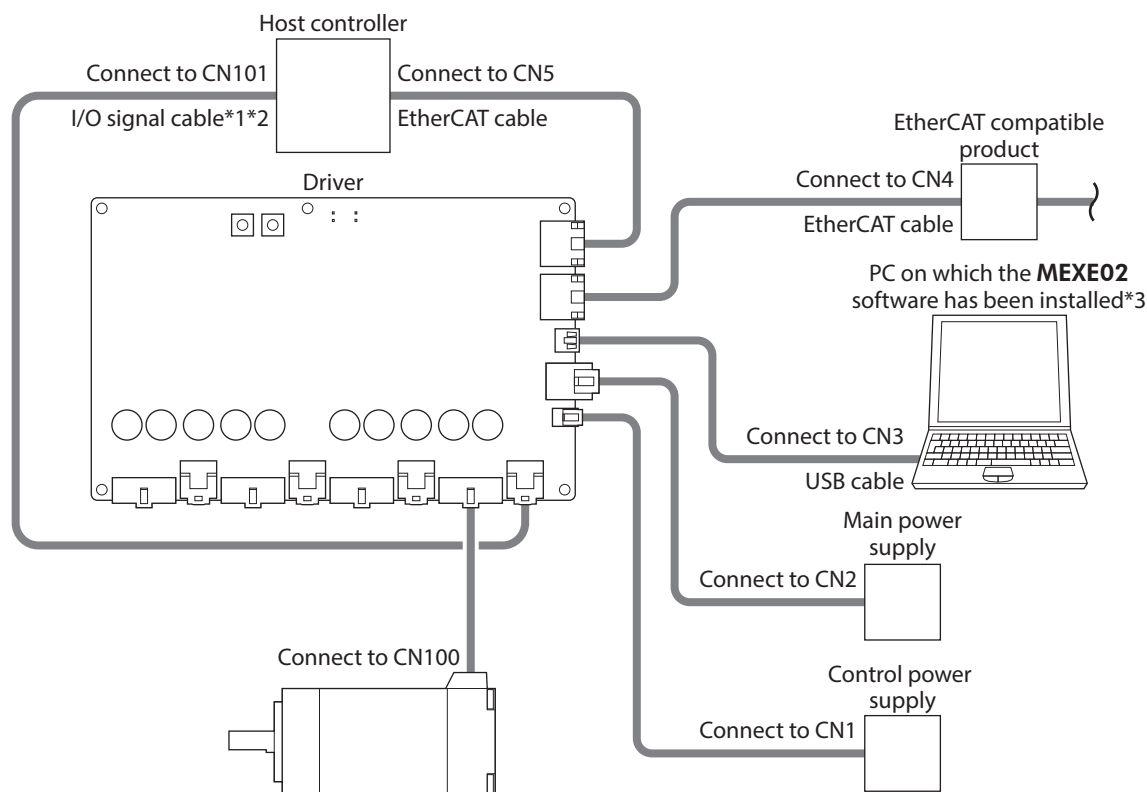 Host controller
Connect to CN101
Connect to CN5
I/O signal cable*1*2
EtherCAT cable
EtherCAT compatible
product
Driver
Connect to CN4
EtherCAT cable
PC on which the MEXE02
software has been installed*3
Connect to CN3
USB cable
Main power
supply
Connect to CN2
Connect to CN100
Control power
supply
Connect to CN1